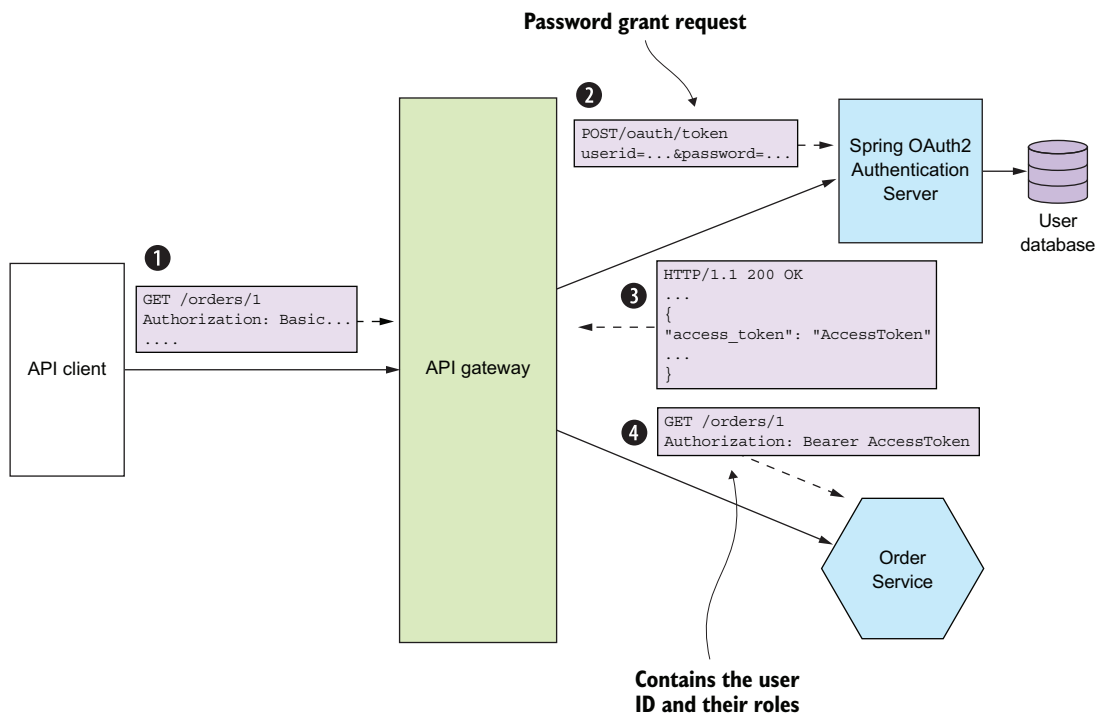 Password grant request
2
POST/oauth/token
userid=...&password=...
Spring OAuth2
Authentication
Server
User
database
1
GET /orders/1
Authorization: Basic...
....
API client
API gateway
3
HTTP/1.1 200 OK
...
{
"access_token": "AccessToken"
...
}
4
GET /orders/1
Authorization: Bearer AccessToken
Order
Service
Contains the user
ID and their roles